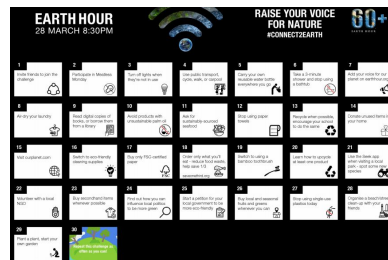 EARTH HOUR
28 MARCH 8:30PM
RAISE YOUR VOICE
FOR NATURE
#CONNECT2EARTH
60+
EARTH HOUR
1
Invite friends to join the
challenge
2
Participate in Meatless
Monday
3
Turn off lights when
they're not in use
4
Use public transport,
cycle, walk, or carpool
5
Carry your own
reusable water bottle
everywhere you go
6
Take a 3-minute
shower and stop using
a bathtub
7
Add your voice for our
planet on
8
Air-dry your laundry
9
Read digital copies of
books, or borrow them
from a library
10
Avoid products with
unsustainable palm oil
11
Ask for
sustainably sourced
seafood
12
Stop using paper
towels
13
Recycle when possible,
encourage your school
to do the same
14
Donate unused items in
your home
15
Visit ourplanet.com
16
Switch to eco-friendly
cleaning supplies
17
Buy only FSC certified
paper
18
Order only what you'll
eat - reduce food waste,
help save 1/3
19
Switch to using a
bamboo toothbrush
20
Learn how to upcycle
at least one product
21
Use the Seek app
when visiting a local
park - spot some new
species
22
Volunteer with a local
NGO
23
Buy secondhand items
whenever possible
24
Find out how you can
influence local politics
to be more green
25
Start a petition for your
local government to be
more eco-friendly
26
Buy local and seasonal
fruits and greens
whenever you can
27
Stop using single-use
plastics today
28
Organise a beach/street
clean-up with your
friends
29
Plant a plant, start your
own garden
30
Repeat the challenge